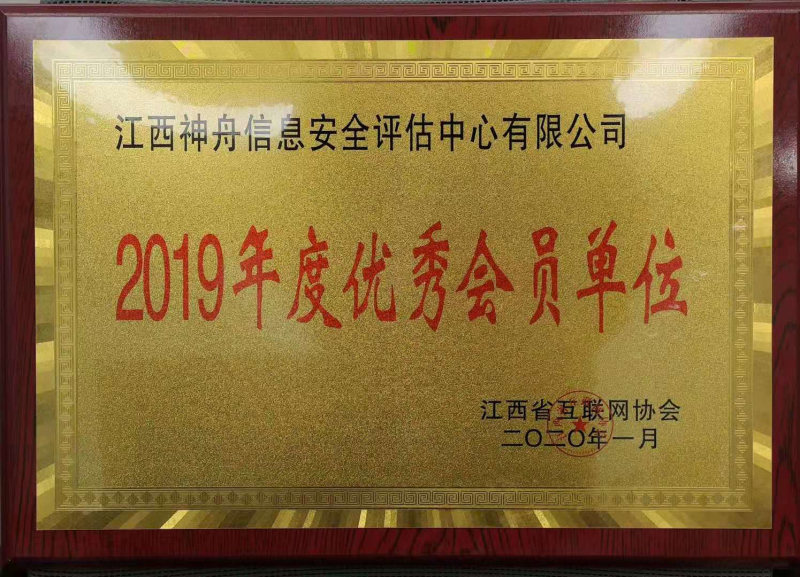 江西神舟信息安全评估中心有限公司
2019年度优秀会员单位
江西省互联网协会
二〇二〇年一月